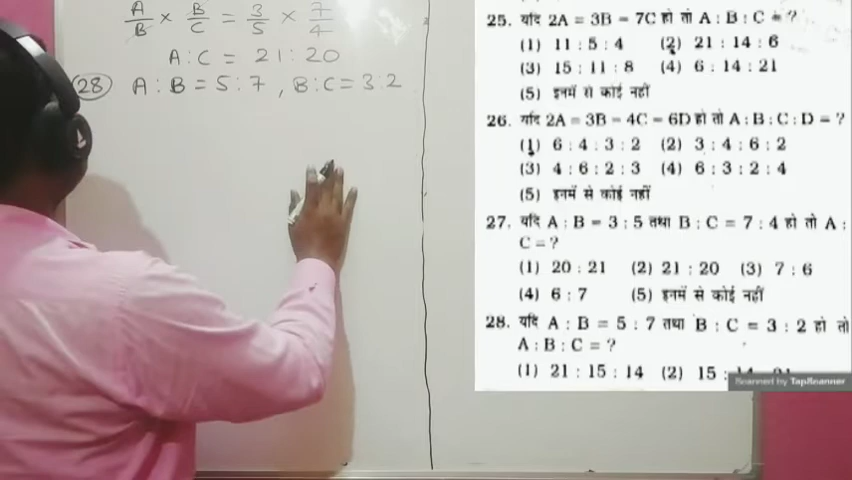 A/B × B/C = 3/5 × 7/4
A:C = 21:20
28 A:B = 5:7, B:C = 3:2
25. यदि 2A = 3B = 7C हो तो A : B : C = ?
(1) 11 : 5 : 4 (2) 21 : 14 : 6
(3) 15 : 11 : 8 (4) 6 : 14 : 21
(5) इनमें से कोई नहीं
26. यदि 2A = 3B = 4C = 6D हो तो A : B : C : D = ?
(1) 6 : 4 : 3 : 2 (2) 3 : 4 : 6 : 2
(3) 4 : 6 : 2 : 3 (4) 6 : 3 : 2 : 4
(5) इनमें से कोई नहीं
27. यदि A : B = 3 : 5 तथा B : C = 7 : 4 हो तो A :
C = ?
(1) 20 : 21 (2) 21 : 20 (3) 7 : 6
(4) 6 : 7 (5) इनमें से कोई नहीं
28. यदि A : B = 5 : 7 तथा B : C = 3 : 2 हो तो
A : B : C = ?
(1) 21 : 15 : 14 (2) 15 :
Scanned by TapScanner